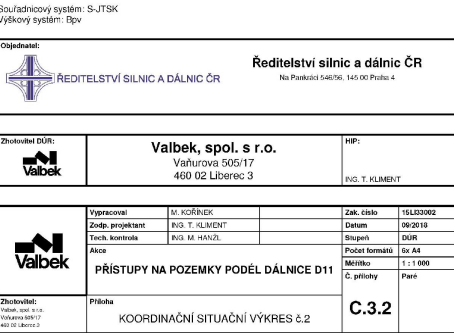 Souřadnicový systém: S-JTSK
Výškový systém: Bpv
Objednatel:
ŘEDITELSTVÍ SILNIC A DÁLNIC ČR
Ředitelství silnic a dálnic ČR
Na Pankráci 546/56, 145 00 Praha 4
Zhotovitel DÚR:
Valbek
Valbek, spol. s r.o.
Vaňurova 505/17
460 02 Liberec 3
HIP:
ING. T. KLIMENT
Valbek
Vypracoval M. KOŘÍNEK
Zodp. projektant ING. T. KLIMENT
Tech. kontrola ING. M. HANZL
Akce
PŘÍSTUPY NA POZEMKY PODÉL DÁLNICE D11
Zak. číslo 15LI33002
Datum 09/2018
Stupeň DÚR
Počet formátů 6x A4
Měřítko 1 : 1 000
Č. přílohy Paré
C.3.2
Zhotovitel:
Valbek, spol. s r.o.
Vaňurova 505/17
460 02 Liberec 3
Příloha
KOORDINAČNÍ SITUAČNÍ VÝKRES č.2